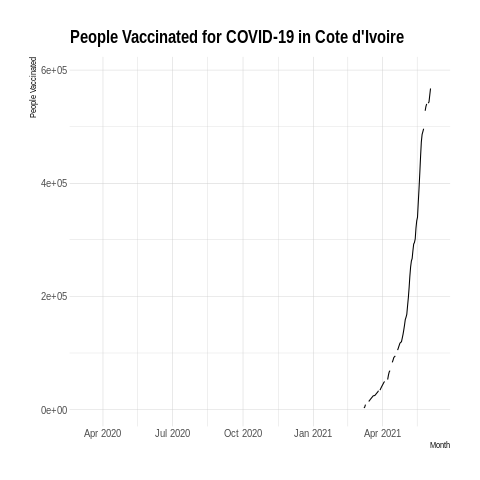 People Vaccinated for COVID-19 in Cote d'Ivoire
People Vaccinated
6e+05
4e+05
2e+05
0e+00
Apr 2020 Jul 2020 Oct 2020 Jan 2021 Apr 2021
Month